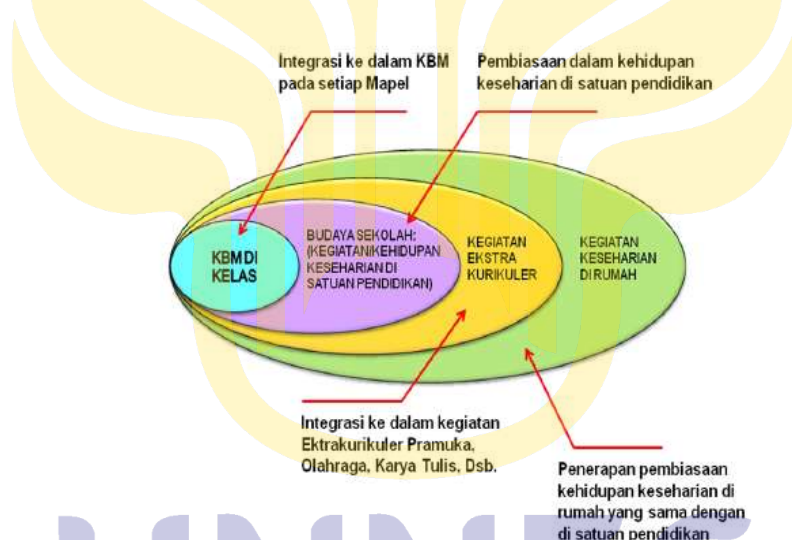 Integrasi ke dalam KBM
pada setiap Mapel
Pembiasaan dalam kehidupan
keseharian di satuan pendidikan
KBM DI
KELAS
BUDAYA SEKOLAH:
(KEGIATAN/KEHIDUPAN
KESEHARIAN DI
SATUAN PENDIDIKAN)
KEGIATAN
EKSTRA
KURIKULER
KEGIATAN
KESEHARIAN
DI RUMAH
Integrasi ke dalam kegiatan
Ektrakurikuler Pramuka,
Olahraga, Karya Tulis, Dsb.
Penerapan pembiasaan
kehidupan keseharian di
rumah yang sama dengan
di satuan pendidikan